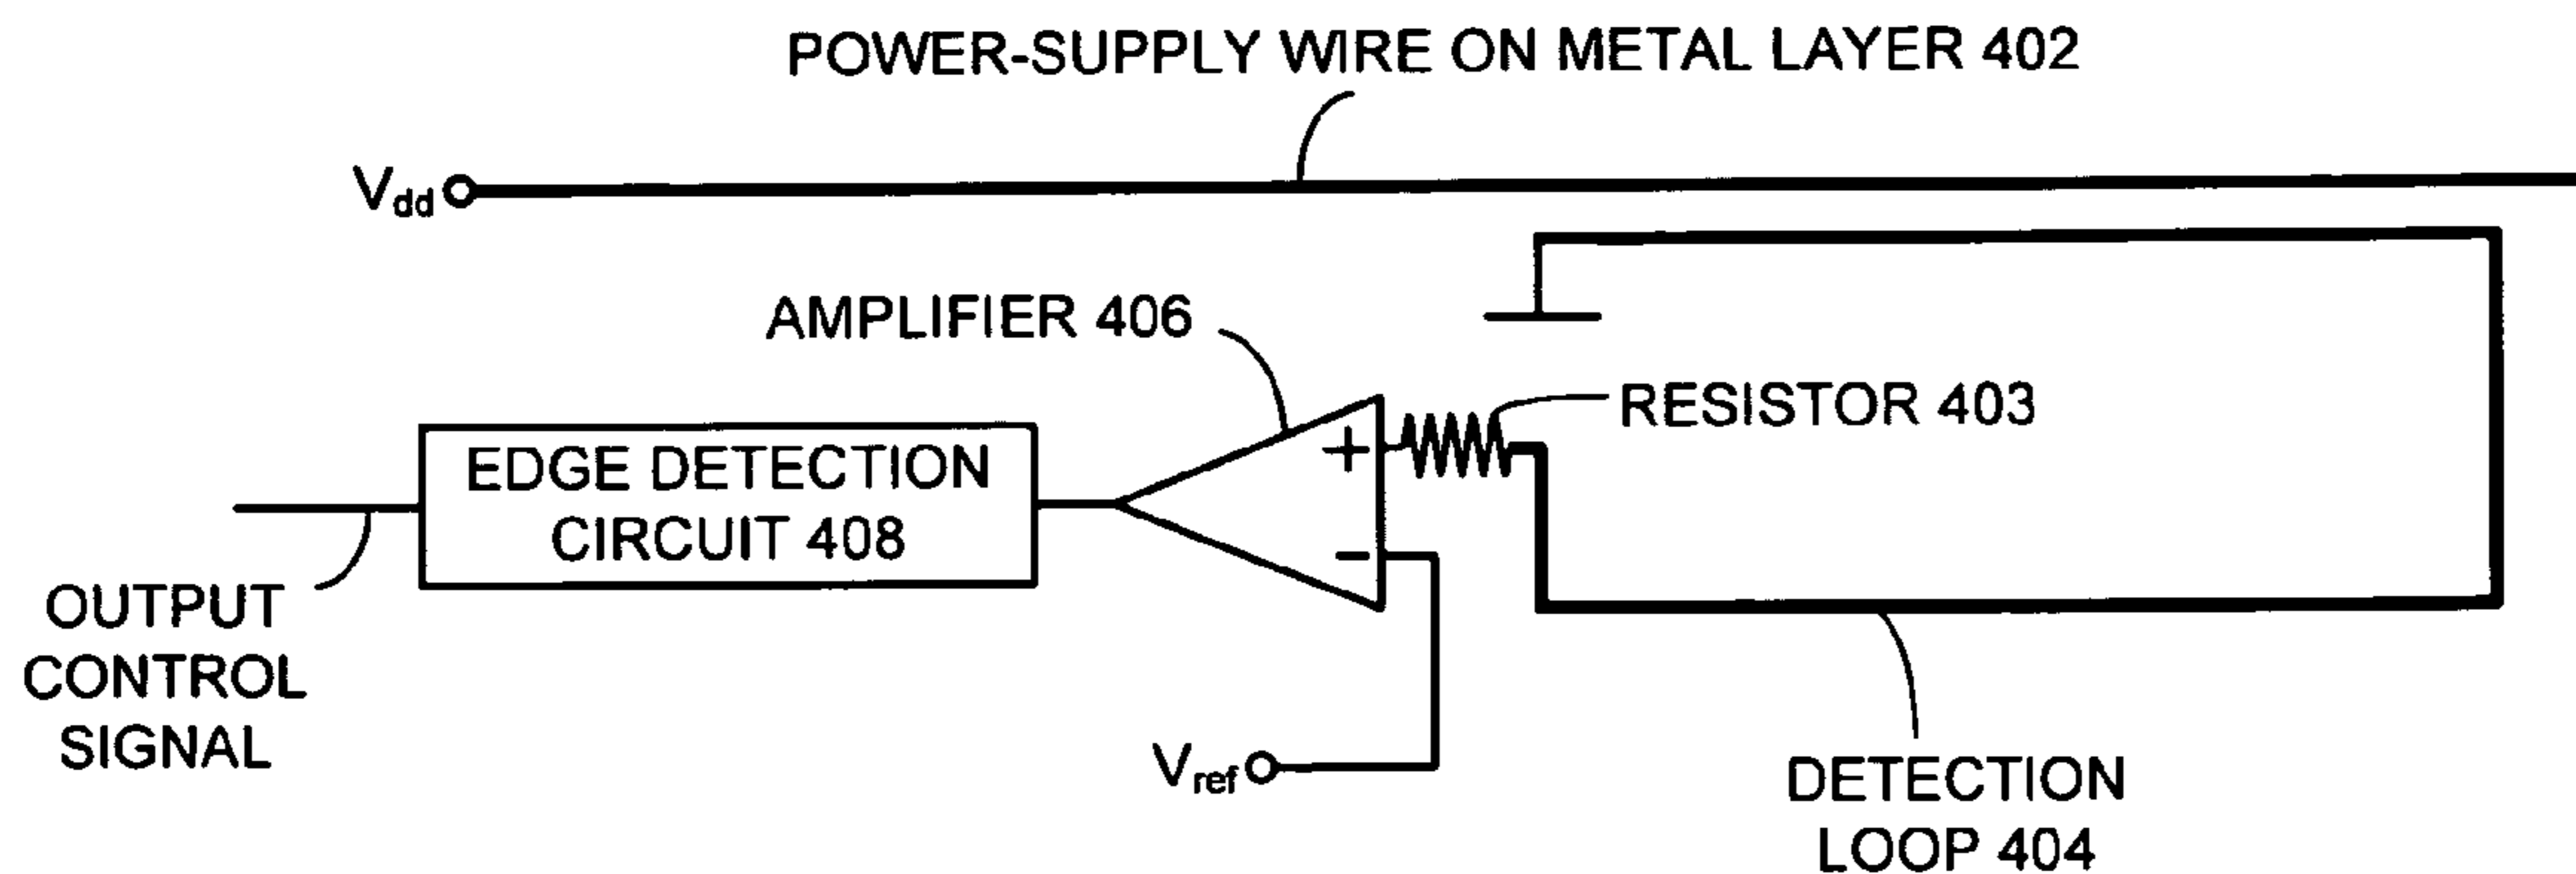 POWER-SUPPLY WIRE ON METAL LAYER 402
Vdd
AMPLIFIER 406
RESISTOR 403
+
EDGE DETECTION
CIRCUIT 408
-
OUTPUT
CONTROL
SIGNAL
Vref
DETECTION
LOOP 404